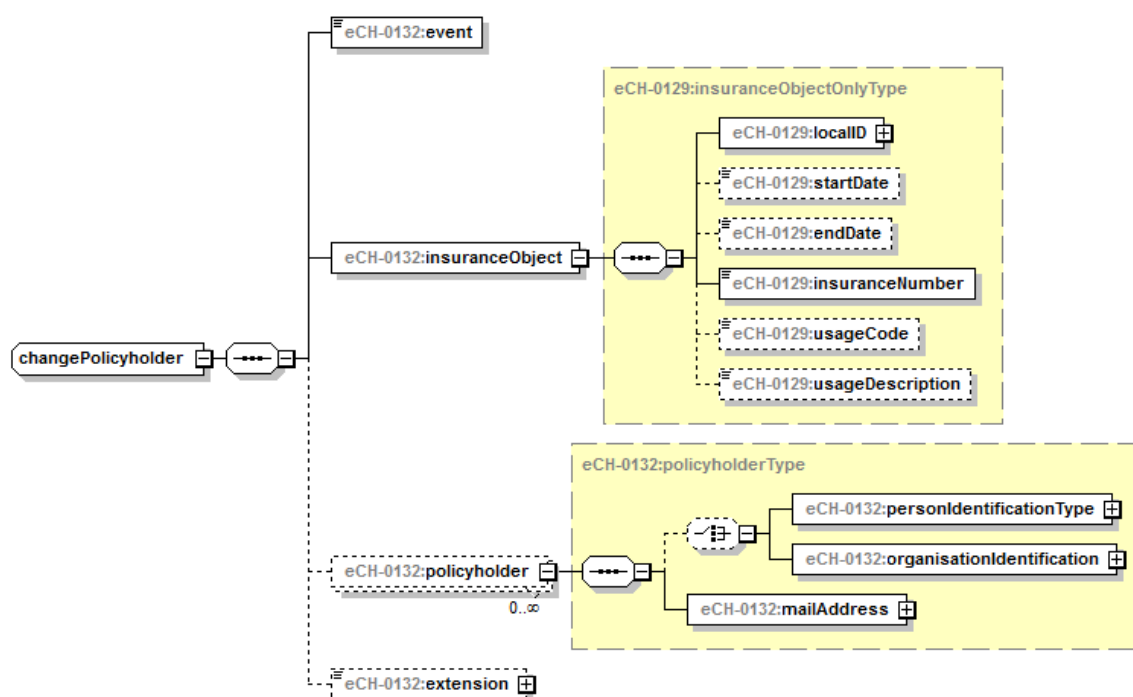 eCH-0132:event
eCH-0129:insuranceObjectOnlyType
eCH-0129:localID
eCH-0129:startDate
eCH-0129:endDate
eCH-0132:insuranceObject
eCH-0129:insuranceNumber
eCH-0129:usageCode
changePolicyholder
eCH-0129:usageDescription
eCH-0132:policyholderType
eCH-0132:personIdentificationType
eCH-0132:organisationIdentification
eCH-0132:policyholder
0..∞
eCH-0132:mailAddress
eCH-0132:extension